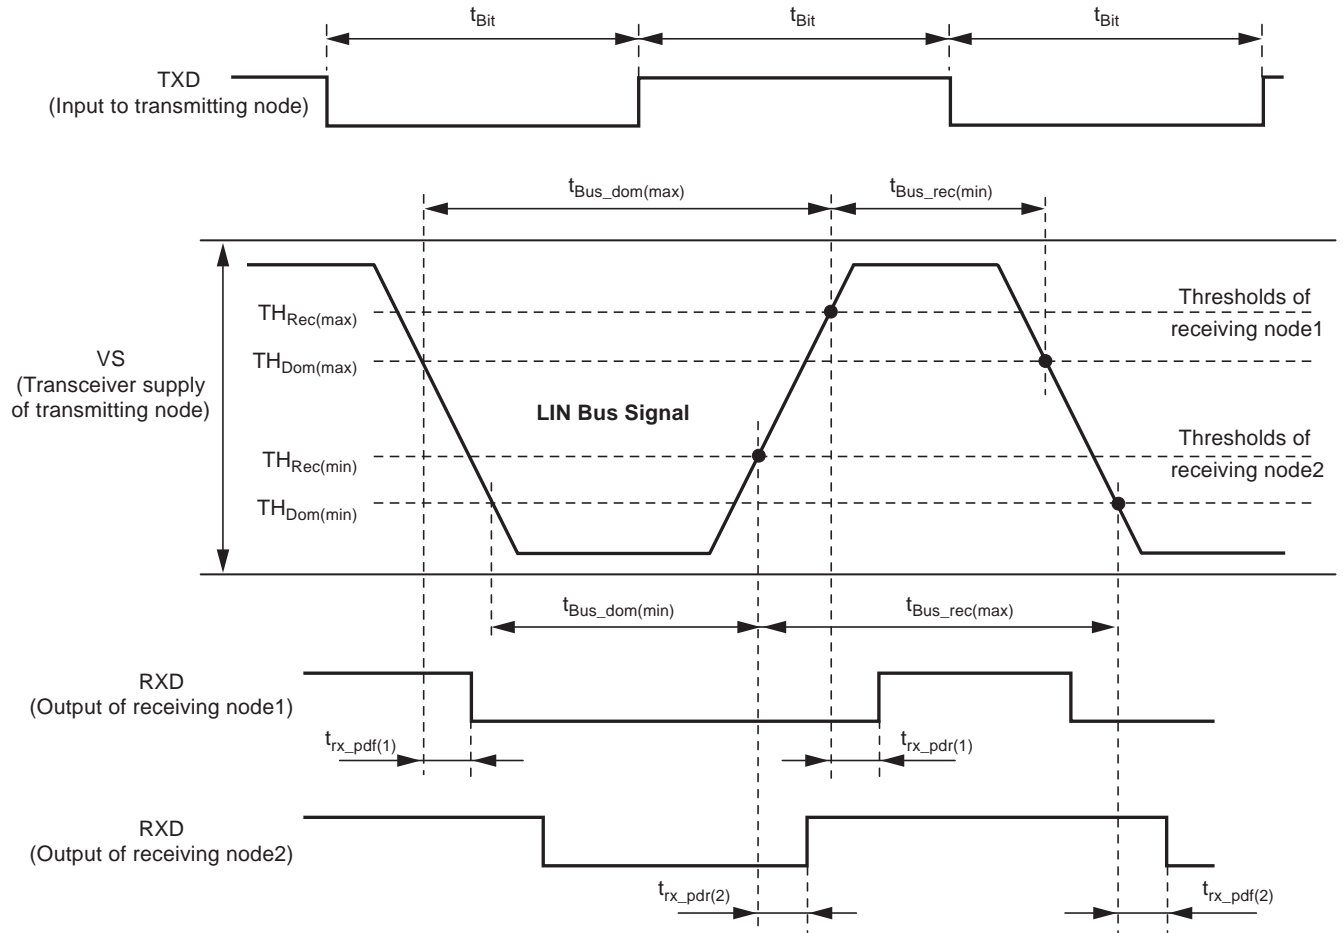 tBit tBit tBit
TXD
(Input to transmitting node)
tBus_dom(max) tBus_rec(min)
VS
(Transceiver supply
of transmitting node)
THRec(max)
THDom(max)
THRec(min)
THDom(min)
LIN Bus Signal
Thresholds of
receiving node1
Thresholds of
receiving node2
tBus_dom(min) tBus_rec(max)
RXD
(Output of receiving node1)
trx_pdf(1) trx_pdr(1)
RXD
(Output of receiving node2)
trx_pdr(2) trx_pdf(2)